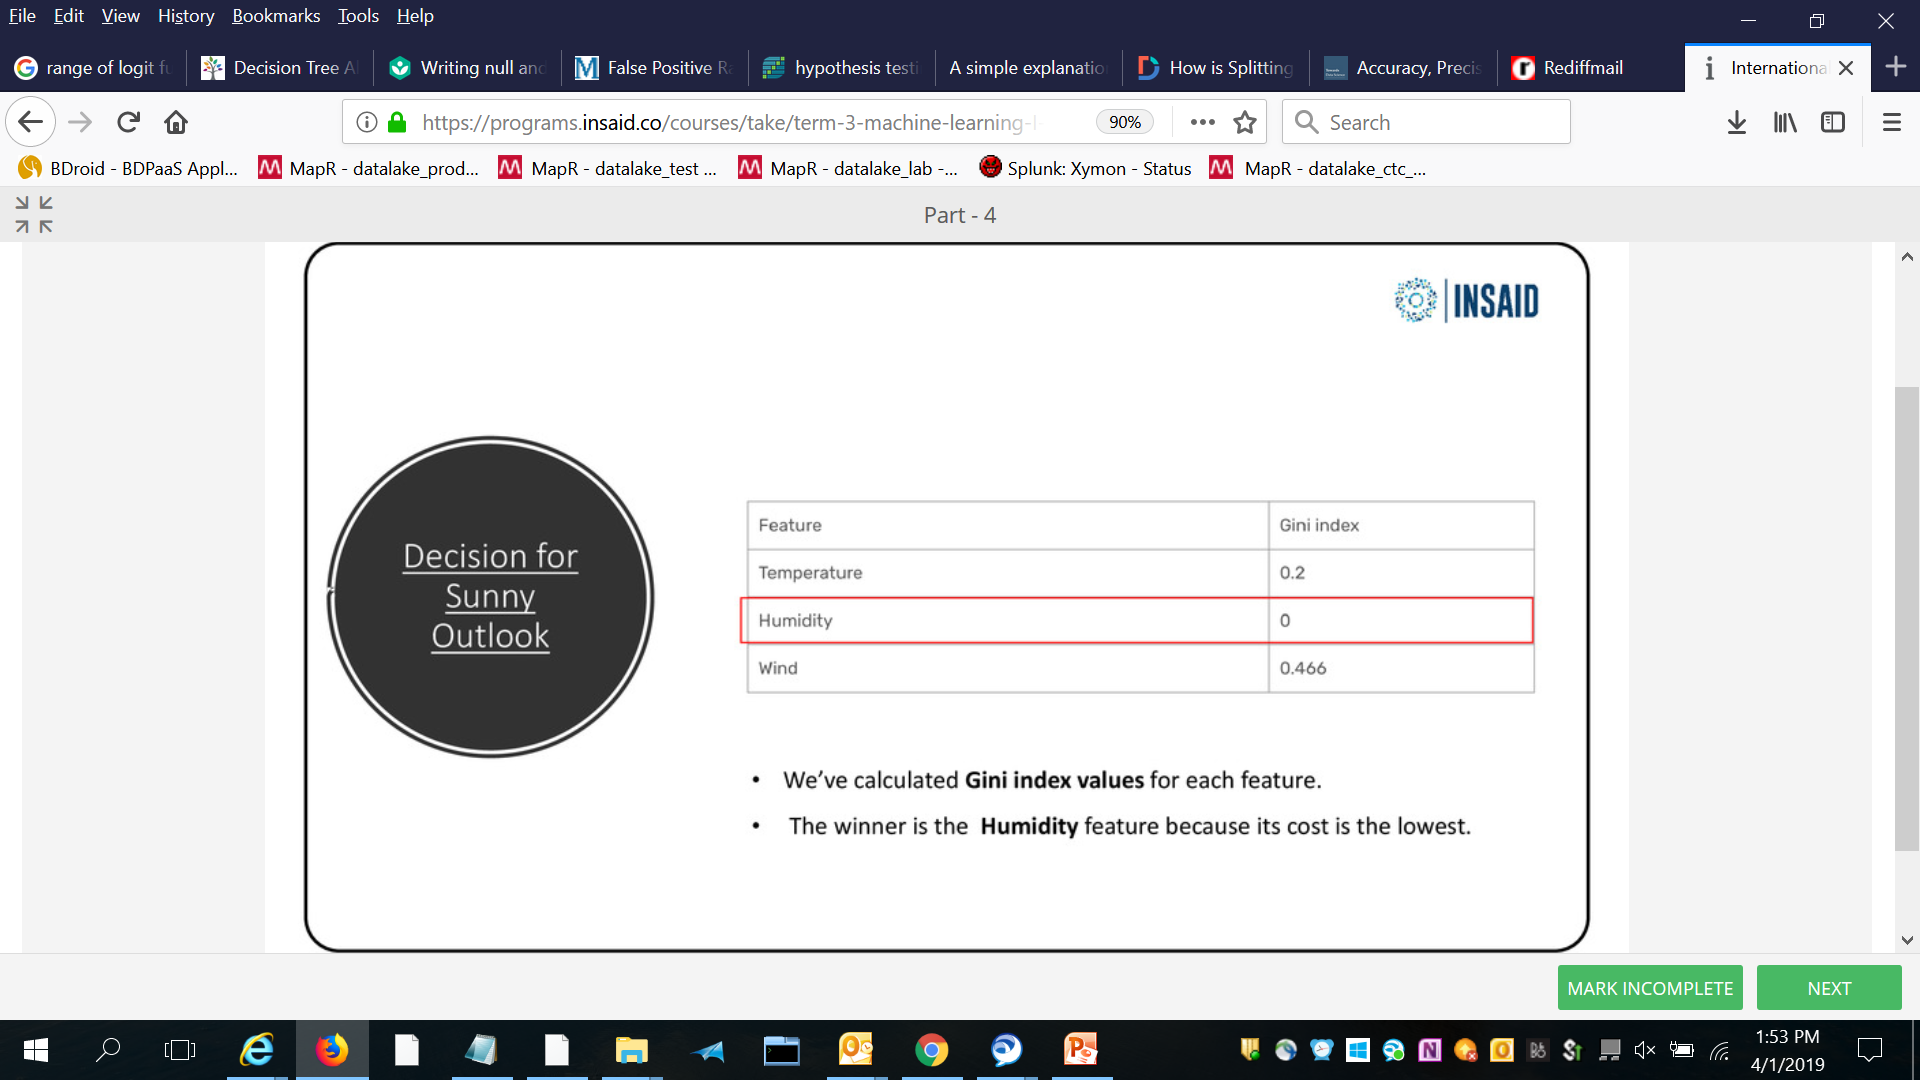 File Edit View History Bookmarks Tools Help
range of logit fu
Decision Tree Al
Writing null and
False Positive Ra
hypothesis testi
A simple explanation
How is Splitting
Accuracy, Precis
Rediffmail
International
https://programs.insaid.co/courses/take/term-3-machine-learning-l
90%
Search
BDroid - BDPaaS Appl...
MapR - datalake_prod...
MapR - datalake_test ...
MapR - datalake_lab -...
Splunk: Xymon - Status
MapR - datalake_ctc_...
Part - 4
INSAID
Decision for
Sunny
Outlook
Feature Gini index
Temperature 0.2
Humidity 0
Wind 0.466
• We’ve calculated Gini index values for each feature.
• The winner is the Humidity feature because its cost is the lowest.
MARK INCOMPLETE
NEXT
1:53 PM
4/1/2019